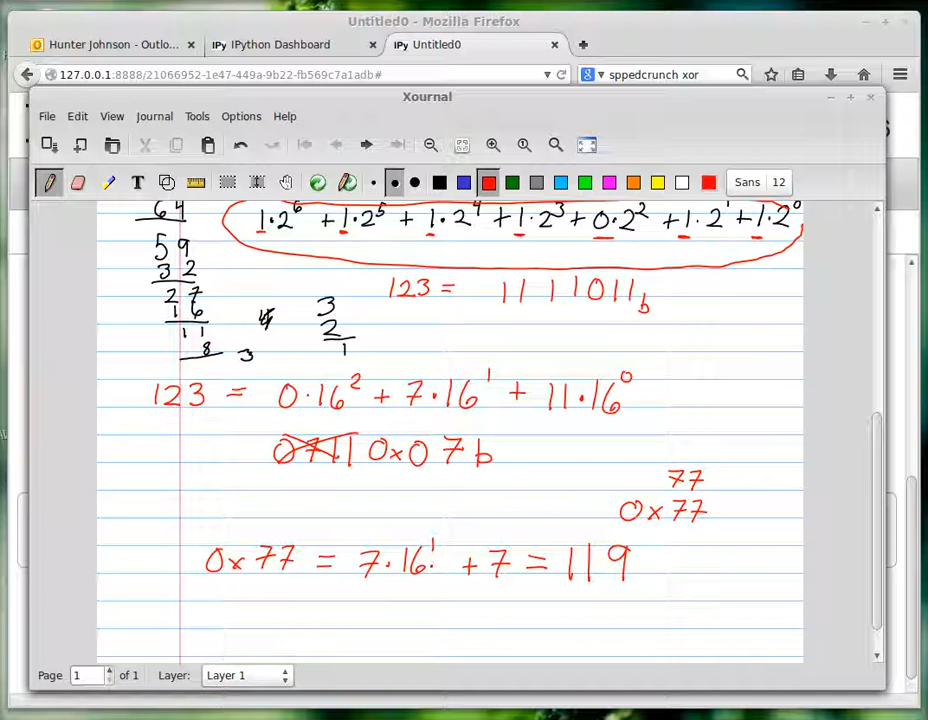 Untitled0 - Mozilla Firefox
Hunter Johnson - Outlo... IPython Dashboard IPy Untitled0
127.0.0.1:8888/21066952-1e47-449a-9b22-fb569c7a1adb# sppedcrunch xor
Xournal
File Edit View Journal Tools Options Help
Sans 12
64
1·2⁶ + 1·2⁵ + 1·2⁴ + 1·2³ + 0·2² + 1·2¹ + 1·2⁰
59
32
123 = 1111011b
27
16
11
8 3
3
2
1
123 = 0·16² + 7·16¹ + 11·16⁰
0x07b
77
0x77
0x77 = 7·16¹ + 7 = 119
Page 1 of 1 Layer: Layer 1